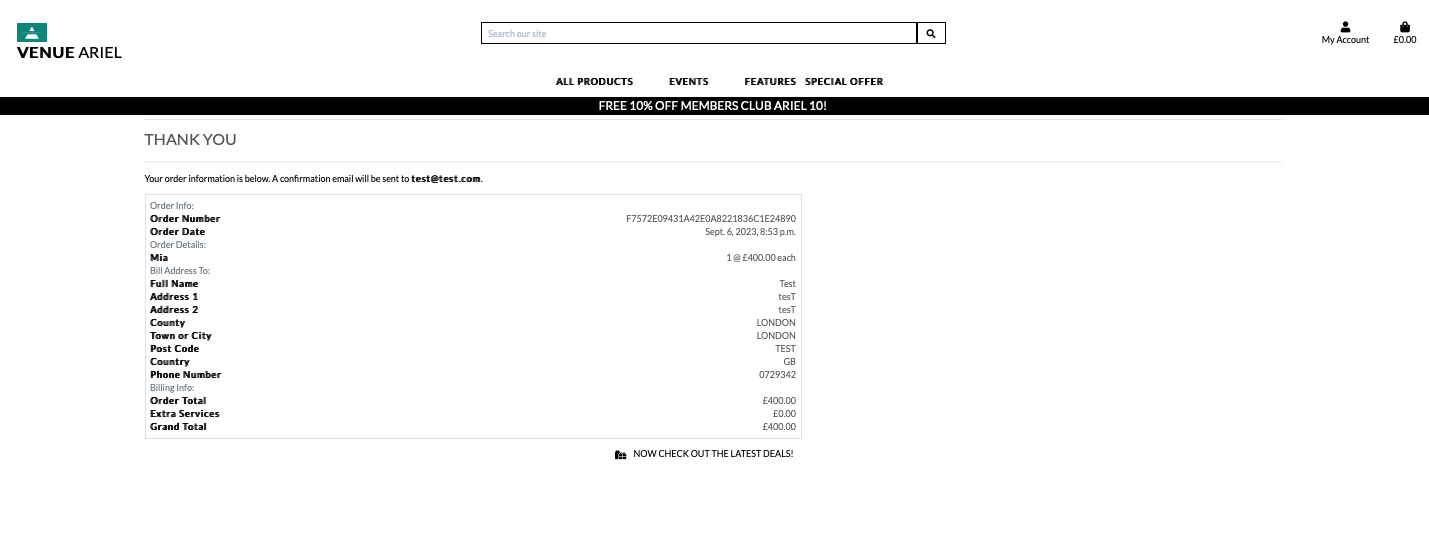 VENUE ARIEL
Search our site
My Account
£0.00
ALL PRODUCTS EVENTS FEATURES SPECIAL OFFER
FREE 10% OFF MEMBERS CLUB ARIEL 10!
THANK YOU
Your order information is below. A confirmation email will be sent to test@test.com.
Order Info:
Order Number F7572E09431A42E0A8221836C1E24890
Order Date Sept. 6, 2023, 8:53 p.m.
Order Details:
Mia 1 @ £400.00 each
Bill Address To:
Full Name Test
Address 1 tesT
Address 2 tesT
County LONDON
Town or City LONDON
Post Code TEST
Country GB
Phone Number 0729342
Billing Info:
Order Total £400.00
Extra Services £0.00
Grand Total £400.00
NOW CHECK OUT THE LATEST DEALS!